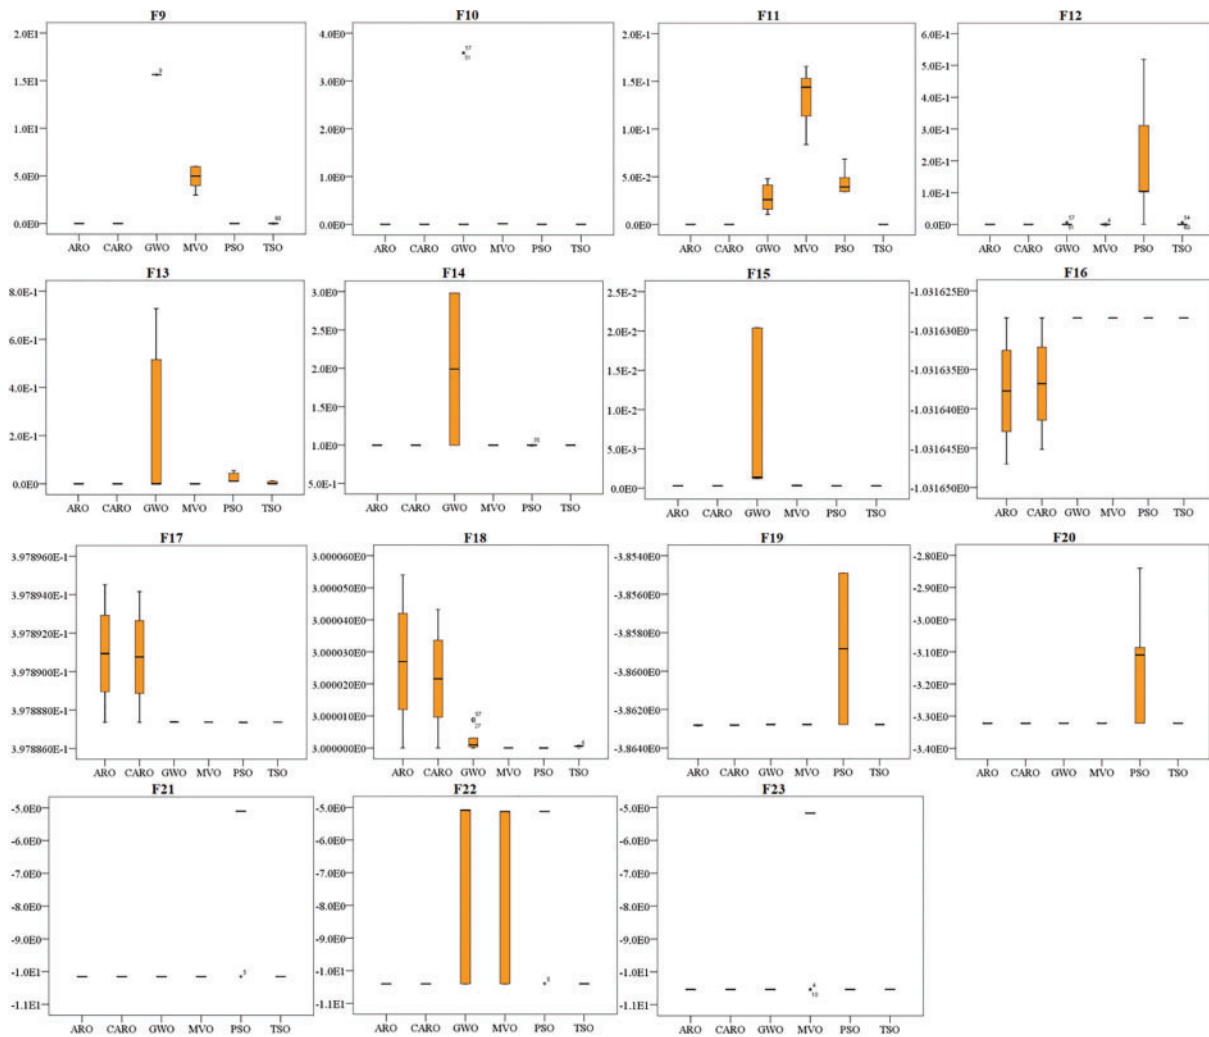 F9
2.0E1
1.5E1
1.0E1
5.0E0
0.0E0
9
60
ARO CARO GWO MVO PSO TSO
F10
4.0E0
3.0E0
2.0E0
1.0E0
0.0E0
57
51
ARO CARO GWO MVO PSO TSO
F11
2.0E-1
1.5E-1
1.0E-1
5.0E-2
0.0E0
ARO CARO GWO MVO PSO TSO
F12
6.0E-1
5.0E-1
4.0E-1
3.0E-1
2.0E-1
1.0E-1
0.0E0
57
4
54
ARO CARO GWO MVO PSO TSO
F13
8.0E-1
6.0E-1
4.0E-1
2.0E-1
0.0E0
ARO CARO GWO MVO PSO TSO
F14
3.0E0
2.5E0
2.0E0
1.5E0
1.0E0
5.0E-1
ARO CARO GWO MVO PSO TSO
F15
2.5E-2
2.0E-2
1.5E-2
1.0E-2
5.0E-3
0.0E0
ARO CARO GWO MVO PSO TSO
F16
-1.031625E0
-1.031630E0
-1.031635E0
-1.031640E0
-1.031645E0
-1.031650E0
ARO CARO GWO MVO PSO TSO
F17
3.978960E-1
3.978940E-1
3.978920E-1
3.978900E-1
3.978880E-1
3.978860E-1
ARO CARO GWO MVO PSO TSO
F18
3.000060E0
3.000050E0
3.000040E0
3.000030E0
3.000020E0
3.000010E0
3.000000E0
57
27
ARO CARO GWO MVO PSO TSO
F19
-3.8540E0
-3.8560E0
-3.8580E0
-3.8600E0
-3.8620E0
-3.8640E0
ARO CARO GWO MVO PSO TSO
F20
-2.80E0
-2.90E0
-3.00E0
-3.10E0
-3.20E0
-3.30E0
-3.40E0
ARO CARO GWO MVO PSO TSO
F21
-5.0E0
-6.0E0
-7.0E0
-8.0E0
-9.0E0
-1.0E1
-1.1E1
5
ARO CARO GWO MVO PSO TSO
F22
-5.0E0
-6.0E0
-7.0E0
-8.0E0
-9.0E0
-1.0E1
-1.1E1
ARO CARO GWO MVO PSO TSO
F23
-5.0E0
-6.0E0
-7.0E0
-8.0E0
-9.0E0
-1.0E1
-1.1E1
4
13
ARO CARO GWO MVO PSO TSO